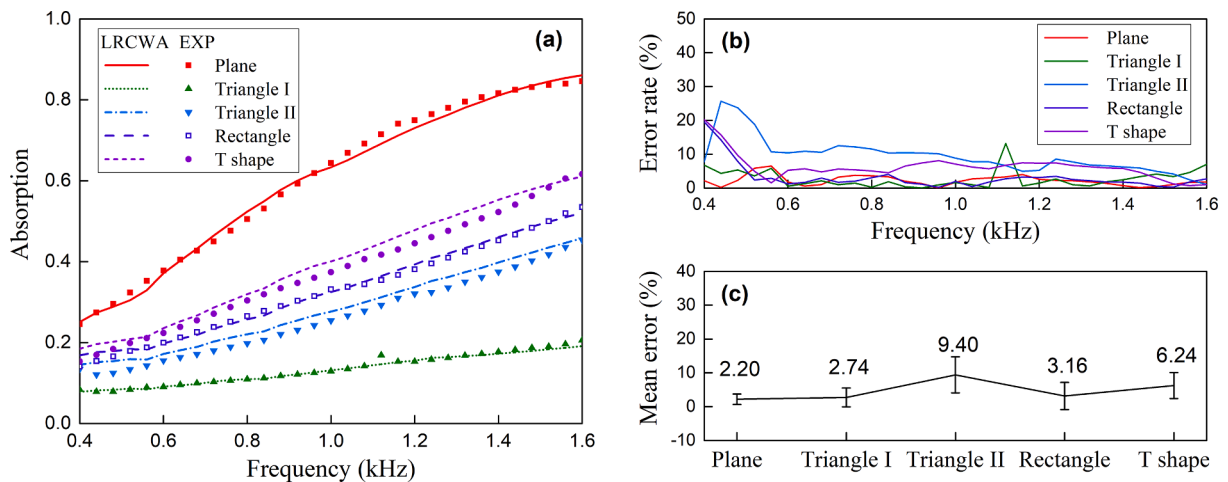 (a)
LRCWA EXP
Plane
Triangle I
Triangle II
Rectangle
T shape
Absorption
1.0
0.8
0.6
0.4
0.2
0.0
0.4 0.6 0.8 1.0 1.2 1.4 1.6
Frequency (kHz)
(b)
Plane
Triangle I
Triangle II
Rectangle
T shape
Error rate (%)
50
40
30
20
10
0
0.4 0.6 0.8 1.0 1.2 1.4 1.6
Frequency (kHz)
(c)
Mean error (%)
40
30
20
10
0
-10
2.20 2.74 9.40 3.16 6.24
Plane Triangle I Triangle II Rectangle T shape